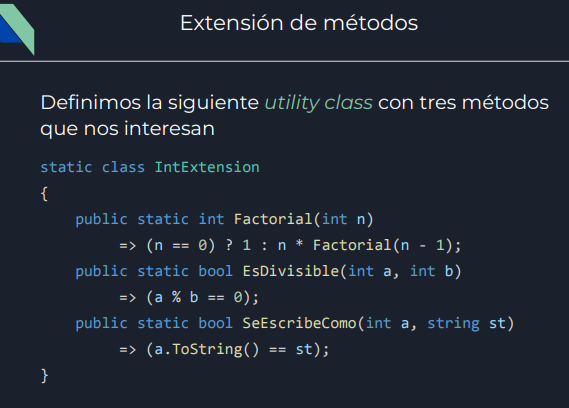 Extensión de métodos
Definimos la siguiente utility class con tres métodos
que nos interesan
static class IntExtension
{
    public static int Factorial(int n)
        => (n == 0) ? 1 : n * Factorial(n - 1);
    public static bool EsDivisible(int a, int b)
        => (a % b == 0);
    public static bool SeEscribeComo(int a, string st)
        => (a.ToString() == st);
}